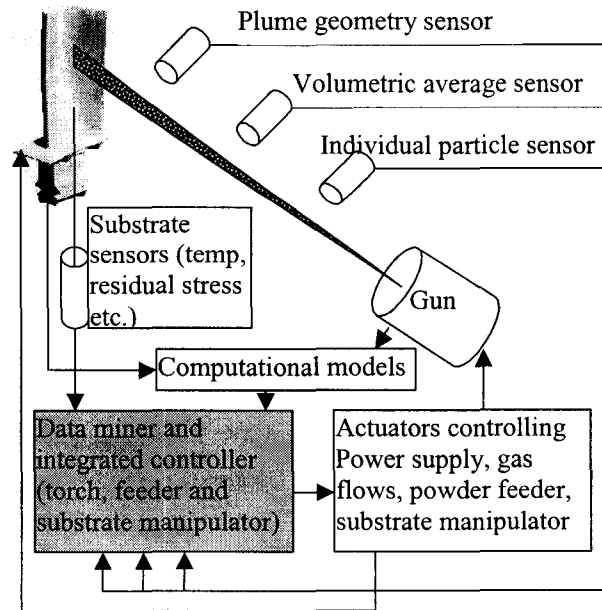 Plume geometry sensor
Volumetric average sensor
Individual particle sensor
Substrate
sensors (temp,
residual stress
etc.)
Gun
Computational models
Data miner and
integrated controller
(torch, feeder and
substrate manipulator)
Actuators controlling
Power supply, gas
flows, powder feeder,
substrate manipulator